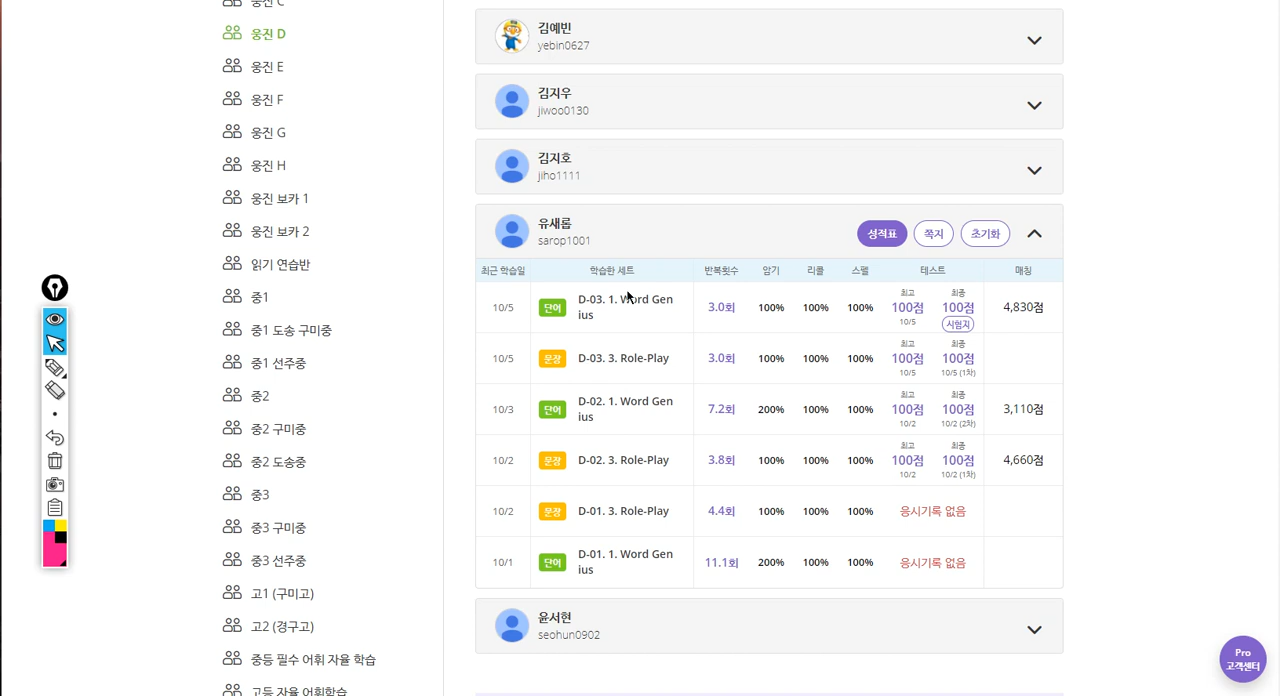 웅진 C
웅진 D
웅진 E
웅진 F
웅진 G
웅진 H
웅진 보카 1
웅진 보카 2
읽기 연습반
중1
중1 도송 구미중
중1 선주중
중2
중2 구미중
중2 도송중
중3
중3 구미중
중3 선주중
고1 (구미고)
고2 (경구고)
중등 필수 어휘 자율 학습
고등 자율 어휘학습
김예빈
yebin0627
김지우
jiwoo0130
김지호
jiho1111
유새롭
sarop1001
성적표 쪽지 초기화
최근 학습일 학습한 세트 반복횟수 암기 리콜 스펠 테스트 매칭
10/5 단어 D-03. 1. Word Gen
ius 3.0회 100% 100% 100% 최고 100점 10/5 최종 100점 시험지 4,830점
10/5 문장 D-03. 3. Role-Play 3.0회 100% 100% 100% 최고 100점 10/5 최종 100점 10/5 (1차)
10/3 단어 D-02. 1. Word Gen
ius 7.2회 200% 100% 100% 최고 100점 10/2 최종 100점 10/2 (2차) 3,110점
10/2 문장 D-02. 3. Role-Play 3.8회 100% 100% 100% 최고 100점 10/2 최종 100점 10/2 (1차) 4,660점
10/2 문장 D-01. 3. Role-Play 4.4회 100% 100% 100% 응시기록 없음
10/1 단어 D-01. 1. Word Gen
ius 11.1회 200% 100% 100% 응시기록 없음
윤서현
seohun0902
Pro
고객센터